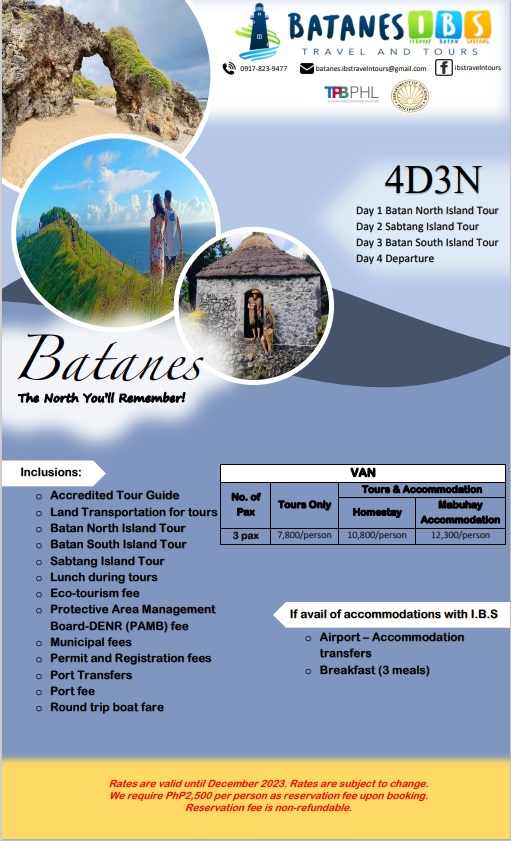 BATANES IBS
ITBAYAT BATAN SABTANG
TRAVEL AND TOURS
0917-823-9477 batanes.ibstravelntours@gmail.com ibstravelntours
TPBPHL
4D3N
Day 1 Batan North Island Tour
Day 2 Sabtang Island Tour
Day 3 Batan South Island Tour
Day 4 Departure
Batanes
The North You'll Remember!
Inclusions:
o Accredited Tour Guide
o Land Transportation for tours
o Batan North Island Tour
o Batan South Island Tour
o Sabtang Island Tour
o Lunch during tours
o Eco-tourism fee
o Protective Area Management
Board-DENR (PAMB) fee
o Municipal fees
o Permit and Registration fees
o Port Transfers
o Port fee
o Round trip boat fare
VAN
No. of Pax Tours Only Tours & Accommodation
Homestay Mabuhay Accommodation
3 pax 7,800/person 10,800/person 12,300/person
If avail of accommodations with I.B.S
o Airport – Accommodation
transfers
o Breakfast (3 meals)
Rates are valid until December 2023. Rates are subject to change.
We require PhP2,500 per person as reservation fee upon booking.
Reservation fee is non-refundable.